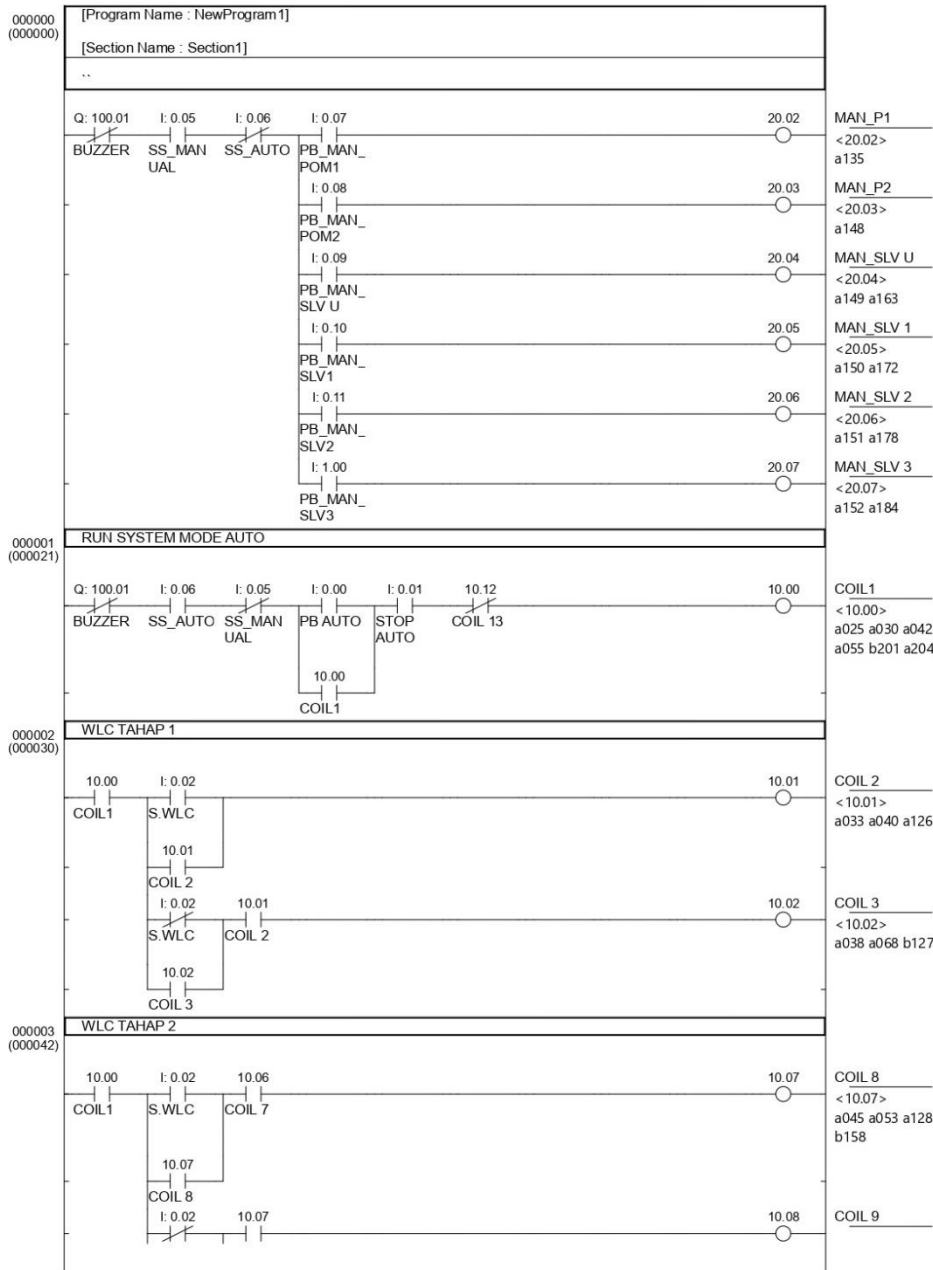 000000
(000000)
[Program Name : NewProgram1]
[Section Name : Section1]
``
Q: 100.01 I: 0.05 I: 0.06 I: 0.07 20.02 MAN_P1
BUZZER SS_MAN SS_AUTO PB_MAN_ <20.02>
UAL POM1 a135
I: 0.08 20.03 MAN_P2
PB_MAN_ <20.03>
POM2 a148
I: 0.09 20.04 MAN_SLV U
PB_MAN_ <20.04>
SLV U a149 a163
I: 0.10 20.05 MAN_SLV 1
PB_MAN_ <20.05>
SLV1 a150 a172
I: 0.11 20.06 MAN_SLV 2
PB_MAN_ <20.06>
SLV2 a151 a178
I: 1.00 20.07 MAN_SLV 3
PB_MAN_ <20.07>
SLV3 a152 a184
000001
(000021)
RUN SYSTEM MODE AUTO
Q: 100.01 I: 0.06 I: 0.05 I: 0.00 I: 0.01 10.12 10.00 COIL1
BUZZER SS_AUTO SS_MAN PB AUTO STOP COIL 13 <10.00>
UAL AUTO a025 a030 a042
a055 b201 a204
10.00
COIL1
000002
(000030)
WLC TAHAP 1
10.00 I: 0.02 10.01 COIL 2
COIL1 S.WLC <10.01>
a033 a040 a126
10.01
COIL 2
I: 0.02 10.01 10.02 COIL 3
S.WLC COIL 2 <10.02>
a038 a068 b127
10.02
COIL 3
000003
(000042)
WLC TAHAP 2
10.00 I: 0.02 10.06 10.07 COIL 8
COIL1 S.WLC COIL 7 <10.07>
a045 a053 a128
b158
10.07
COIL 8
I: 0.02 10.07 10.08 COIL 9